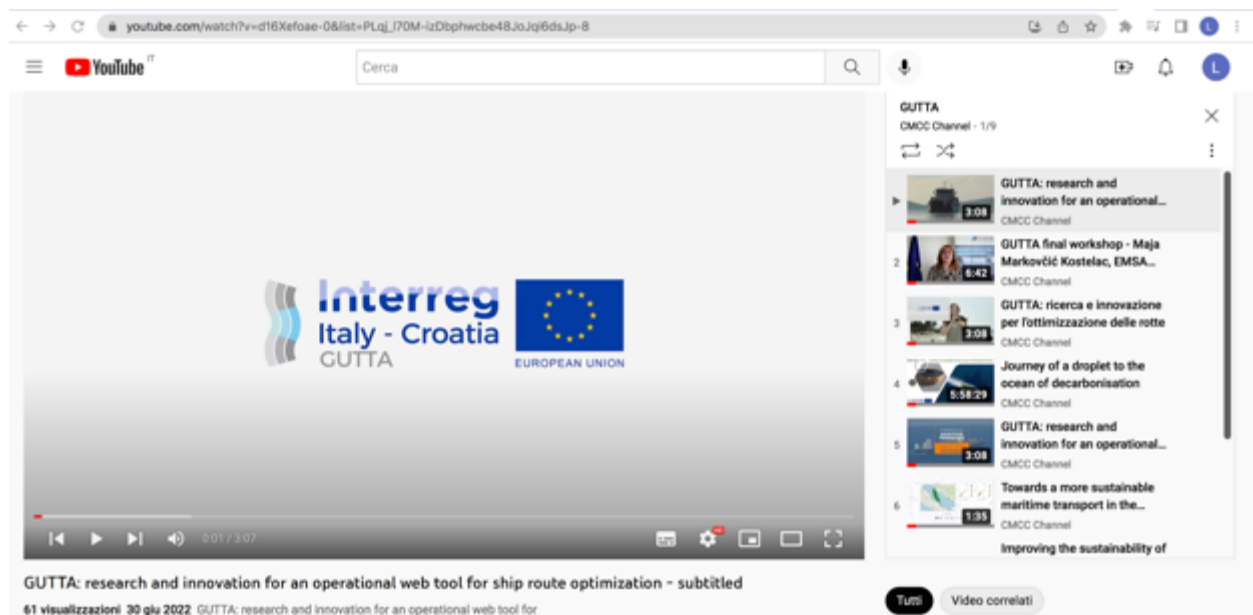 youtube.com/watch?v=d16Xefoae-0&list=PLqj_I70M-izDbphwcbe48JoJqi6dsJp-8
L
YouTube IT
Cerca
L
Interreg
Italy - Croatia
GUTTA
EUROPEAN UNION
0:01 / 3:07
GUTTA: research and innovation for an operational web tool for ship route optimization - subtitled
61 visualizzazioni 30 giu 2022 GUTTA: research and innovation for an operational web tool for
GUTTA
CMCC Channel - 1/9
3:08
GUTTA: research and
innovation for an operational...
CMCC Channel
2
6:42
GUTTA final workshop - Maja
Markovčić Kostelac, EMSA...
CMCC Channel
3
3:08
GUTTA: ricerca e innovazione
per l'ottimizzazione delle rotte
CMCC Channel
4
5:58:29
Journey of a droplet to the
ocean of decarbonisation
CMCC Channel
5
3:08
GUTTA: research and
innovation for an operational...
CMCC Channel
6
1:35
Towards a more sustainable
maritime transport in the...
CMCC Channel
Improving the sustainability of
Tutti
Video correlati